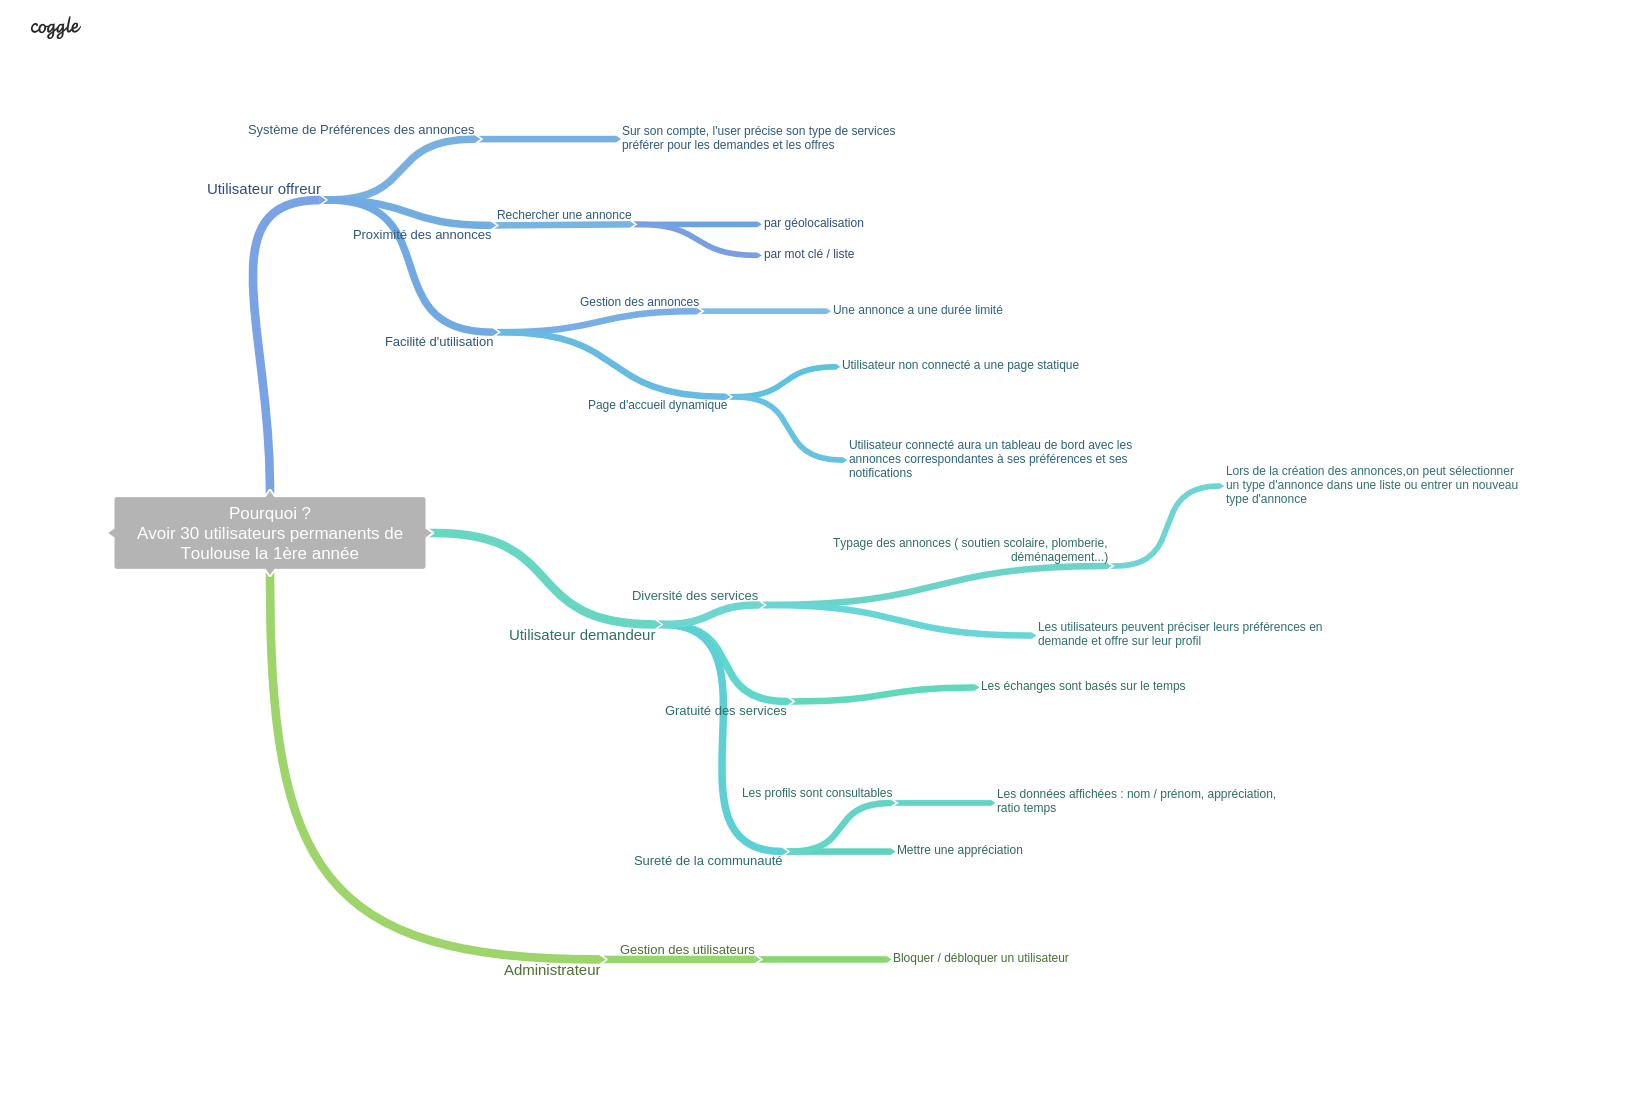 coggle
Système de Préférences des annonces
Sur son compte, l'user précise son type de services
préférer pour les demandes et les offres
Utilisateur offreur
Rechercher une annonce
par géolocalisation
Proximité des annonces
par mot clé / liste
Gestion des annonces
Une annonce a une durée limité
Facilité d'utilisation
Utilisateur non connecté a une page statique
Page d'accueil dynamique
Utilisateur connecté aura un tableau de bord avec les
annonces correspondantes à ses préférences et ses
notifications
Lors de la création des annonces,on peut sélectionner
un type d'annonce dans une liste ou entrer un nouveau
type d'annonce
Pourquoi ?
Avoir 30 utilisateurs permanents de
Toulouse la 1ère année
Typage des annonces ( soutien scolaire, plomberie,
déménagement...)
Diversité des services
Utilisateur demandeur
Les utilisateurs peuvent préciser leurs préférences en
demande et offre sur leur profil
Les échanges sont basés sur le temps
Gratuité des services
Les profils sont consultables
Les données affichées : nom / prénom, appréciation,
ratio temps
Mettre une appréciation
Sureté de la communauté
Gestion des utilisateurs
Bloquer / débloquer un utilisateur
Administrateur